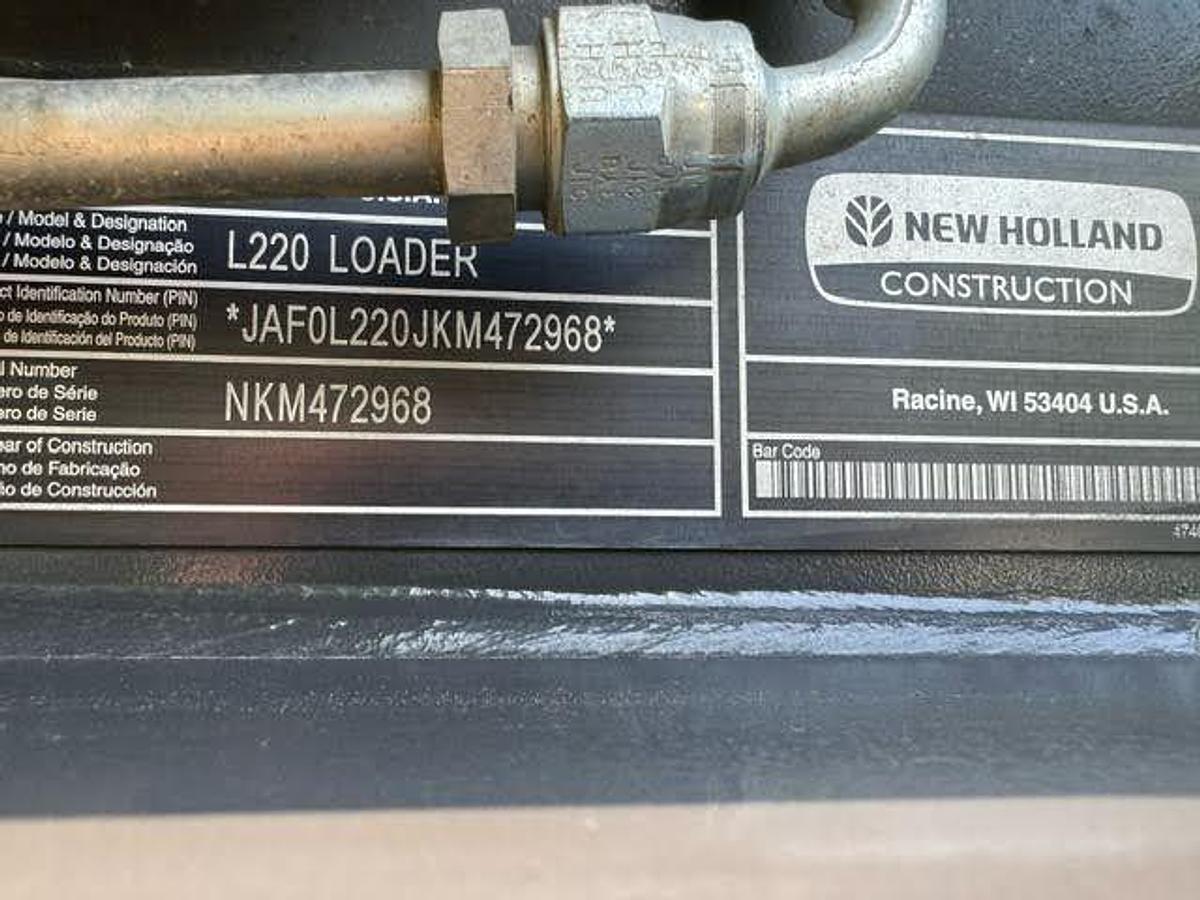 / Model & Designation
/ Modelo & Designação
/ Modelo & Designación
L220 LOADER
ct Identification Number (PIN)
o de Identificação do Produto (PIN)
de Identificación del Producto (PIN)
*JAF0L220JKM472968*
l Number
ero de Série
ero de Serie
NKM472968
ear of Construction
no de Fabricação
ño de Construcción
NEW HOLLAND
CONSTRUCTION
Racine, WI 53404 U.S.A.
Bar Code